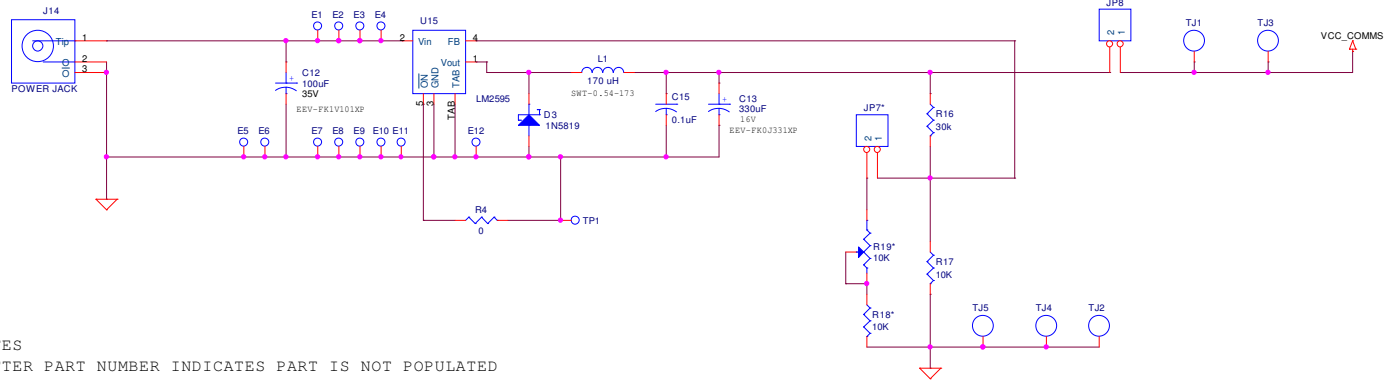 J14
Tip
1
2
3
OIO
POWER JACK
E1 E2 E3 E4
C12
100uF
35V
EEV-FK1V101XP
U15
2 Vin FB 4
Vout 1
ON GND TAB
5 3 TAB
LM2595
E5 E6 E7 E8 E9 E10 E11 E12
D3
1N5819
L1
170 uH
SWT-0.54-173
C15
0.1uF
C13
330uF
16V
EEV-FK0J331XP
R4
0
TP1
JP7*
2 1
R16
30k
R19*
10K
R18*
10K
R17
10K
JP8
2 1
TJ1 TJ3
VCC_COMMS
TJ5 TJ4 TJ2
ES
TER PART NUMBER INDICATES PART IS NOT POPULATED